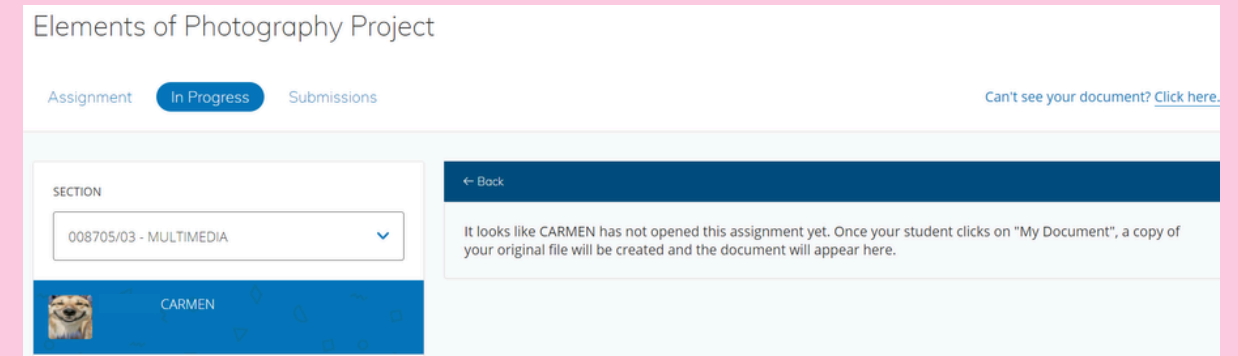 Elements of Photography Project
Assignment In Progress Submissions
Can't see your document? Click here.
SECTION
008705/03 - MULTIMEDIA
CARMEN
← Back
It looks like CARMEN has not opened this assignment yet. Once your student clicks on "My Document", a copy of
your original file will be created and the document will appear here.